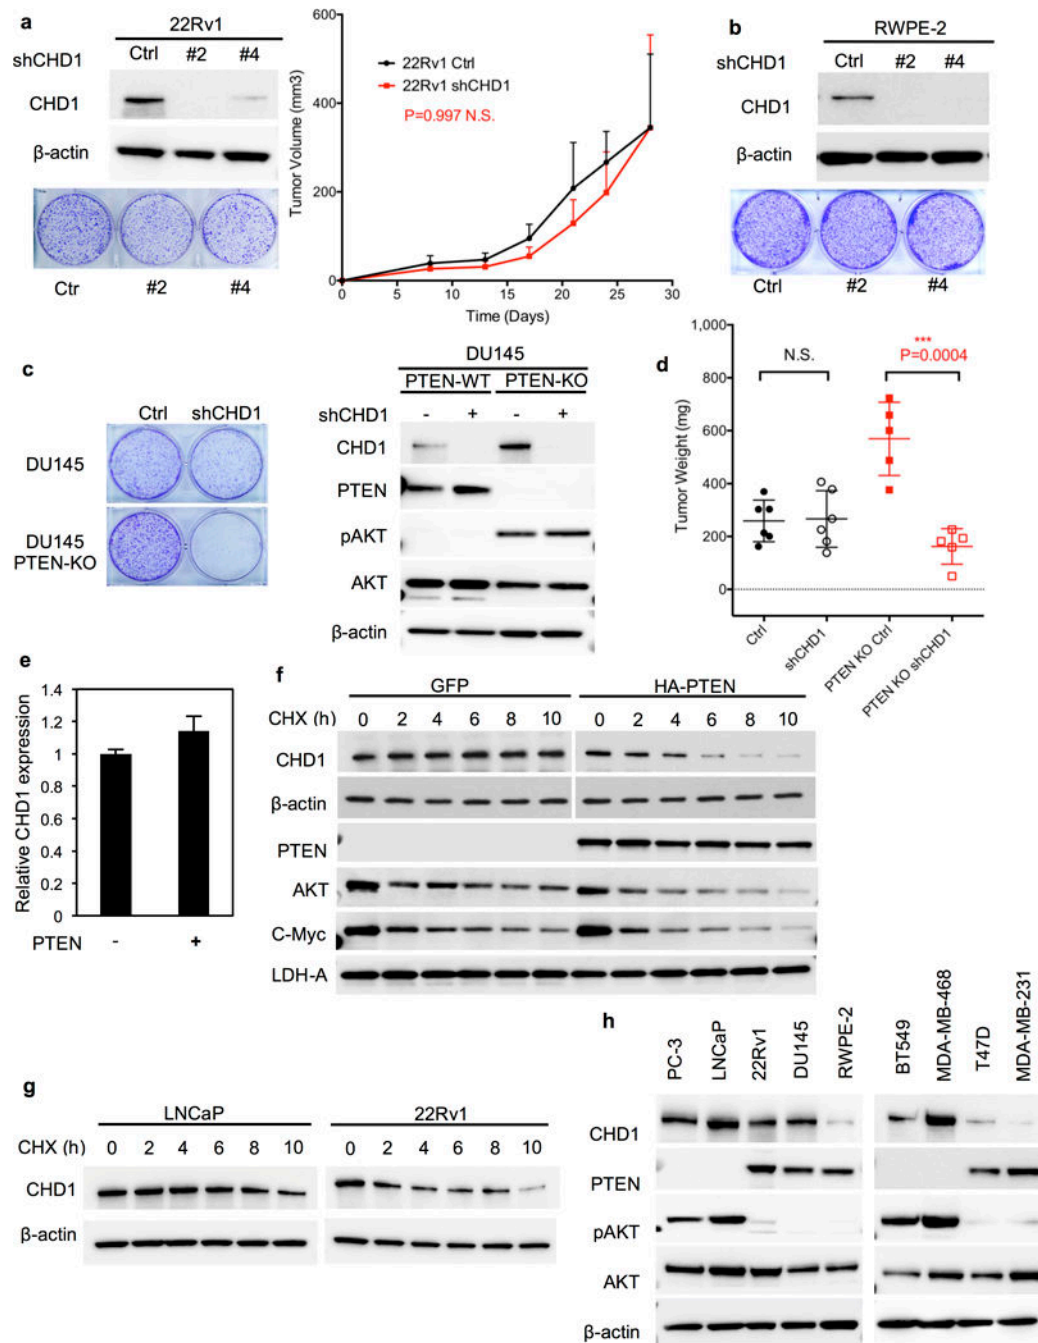 a
22Rv1
shCHD1 Ctrl #2 #4
CHD1
β-actin
Ctr #2 #4
Tumor Volume (mm3)
600
400
200
0
22Rv1 Ctrl
22Rv1 shCHD1
P=0.997 N.S.
0 5 10 15 20 25 30
Time (Days)
b
RWPE-2
Ctrl #2 #4
shCHD1
CHD1
β-actin
Ctrl #2 #4
c
Ctrl shCHD1
DU145
DU145
PTEN-KO
DU145
PTEN-WT PTEN-KO
shCHD1 - + - +
CHD1
PTEN
pAKT
AKT
β-actin
d
Tumor Weight (mg)
1,000
800
600
400
200
0
N.S.
***
P=0.0004
Ctrl
shCHD1
PTEN KO Ctrl
PTEN KO shCHD1
e
Relative CHD1 expression
1.4
1.2
1
0.8
0.6
0.4
0.2
0
PTEN - +
f
GFP HA-PTEN
CHX (h) 0 2 4 6 8 10 0 2 4 6 8 10
CHD1
β-actin
PTEN
AKT
C-Myc
LDH-A
g
LNCaP 22Rv1
CHX (h) 0 2 4 6 8 10 0 2 4 6 8 10
CHD1
β-actin
h
PC-3
LNCaP
22Rv1
DU145
RWPE-2
BT549
MDA-MB-468
T47D
MDA-MB-231
CHD1
PTEN
pAKT
AKT
β-actin